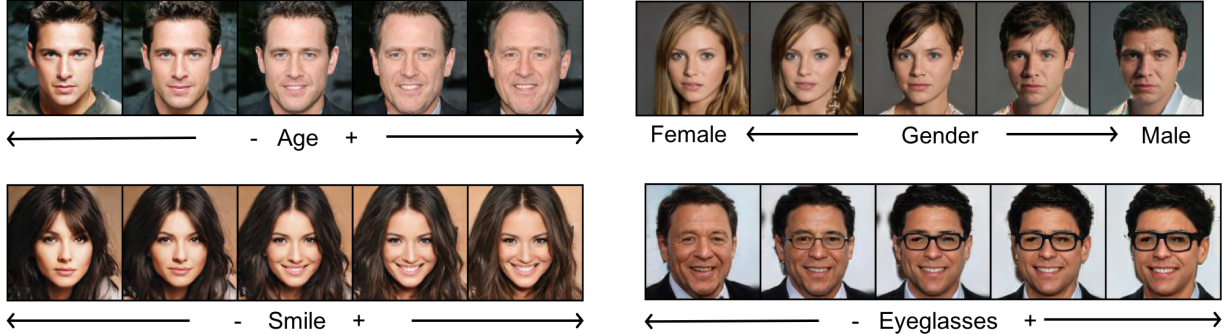 - Age +
Female Gender Male
- Smile +
- Eyeglasses +